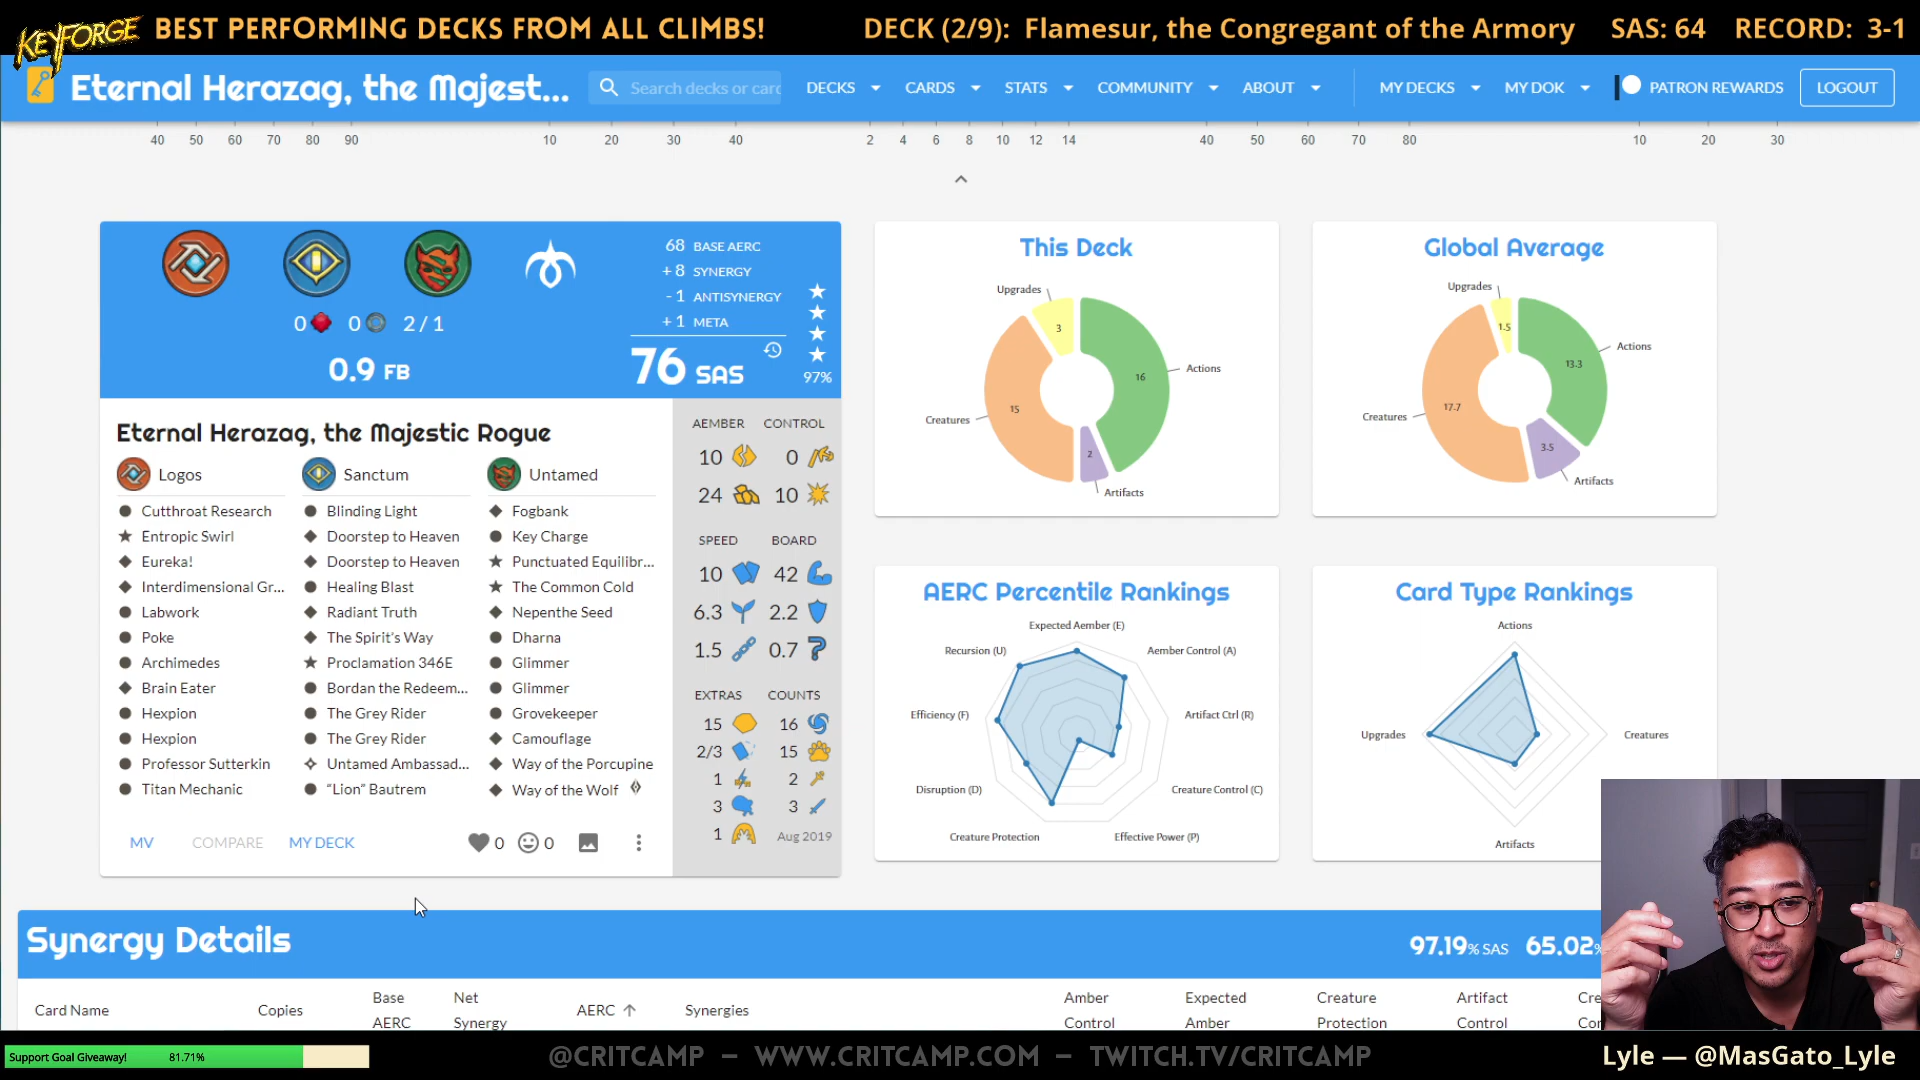 KEYFORGE
BEST PERFORMING DECKS FROM ALL CLIMBS!
DECK (2/9): Flamesur, the Congregant of the Armory SAS: 64 RECORD: 3-1
Eternal Herazag, the Majest...
Search decks or card
DECKS CARDS STATS COMMUNITY ABOUT MY DECKS MY DOK PATRON REWARDS LOGOUT
40 50 60 70 80 90 10 20 30 40 2 4 6 8 10 12 14 40 50 60 70 80 10 20 30
68 BASE AERC
+ 8 SYNERGY
- 1 ANTISYNERGY
+ 1 META
0 0 2 / 1
0.9 FB
76 SAS
97%
Eternal Herazag, the Majestic Rogue
Logos
Cutthroat Research
Entropic Swirl
Eureka!
Interdimensional Gr...
Labwork
Poke
Archimedes
Brain Eater
Hexpion
Hexpion
Professor Sutterkin
Titan Mechanic
Sanctum
Blinding Light
Doorstep to Heaven
Doorstep to Heaven
Healing Blast
Radiant Truth
The Spirit's Way
Proclamation 346E
Bordan the Redeem...
The Grey Rider
The Grey Rider
Untamed Ambassad...
“Lion” Bautrem
Untamed
Fogbank
Key Charge
Punctuated Equilibr...
The Common Cold
Nepenthe Seed
Dharna
Glimmer
Glimmer
Grovekeeper
Camouflage
Way of the Porcupine
Way of the Wolf
MV COMPARE MY DECK 0 0
AEMBER CONTROL
10 0
24 10
SPEED BOARD
10 42
6.3 2.2
1.5 0.7
EXTRAS COUNTS
15 16
2/3 15
1 2
3 3
1 Aug 2019
This Deck
Upgrades
3
Actions
16
Creatures
15
2
Artifacts
Global Average
Upgrades
1.5
Actions
13.3
Creatures
17.7
3.5
Artifacts
AERC Percentile Rankings
Expected Aember (E)
Recursion (U)
Aember Control (A)
Efficiency (F)
Artifact Ctrl (R)
Disruption (D)
Creature Control (C)
Creature Protection
Effective Power (P)
Card Type Rankings
Actions
Upgrades
Creatures
Artifacts
Synergy Details
97.19% SAS 65.02%
Card Name
Copies
Base
AERC
Net
Synergy
AERC
Synergies
Amber
Control
Expected
Amber
Creature
Protection
Artifact
Control
Cre
Con
Support Goal Giveaway! 81.71%
@CRITCAMP — WWW.CRITCAMP.COM — TWITCH.TV/CRITCAMP
Lyle — @MasGato_Lyle